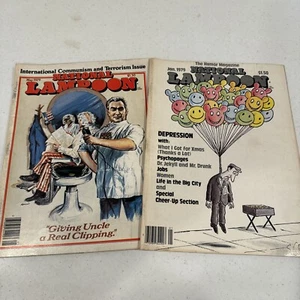 International Communism and Terrorism Issue
NATIONAL
LAMPOON
"Giving Uncle
a Real Clipping."
The Humor Magazine
Jan. 1975
NATIONAL
LAMPOON
$1.50
DEPRESSION
with:
What I Got For Xmas
(Thanks a Lot)
Psychopages
Dr. Jekyll and Mr. Drunk
Jobs
Women
Life in the Big City
and
Special
Cheer-Up Section